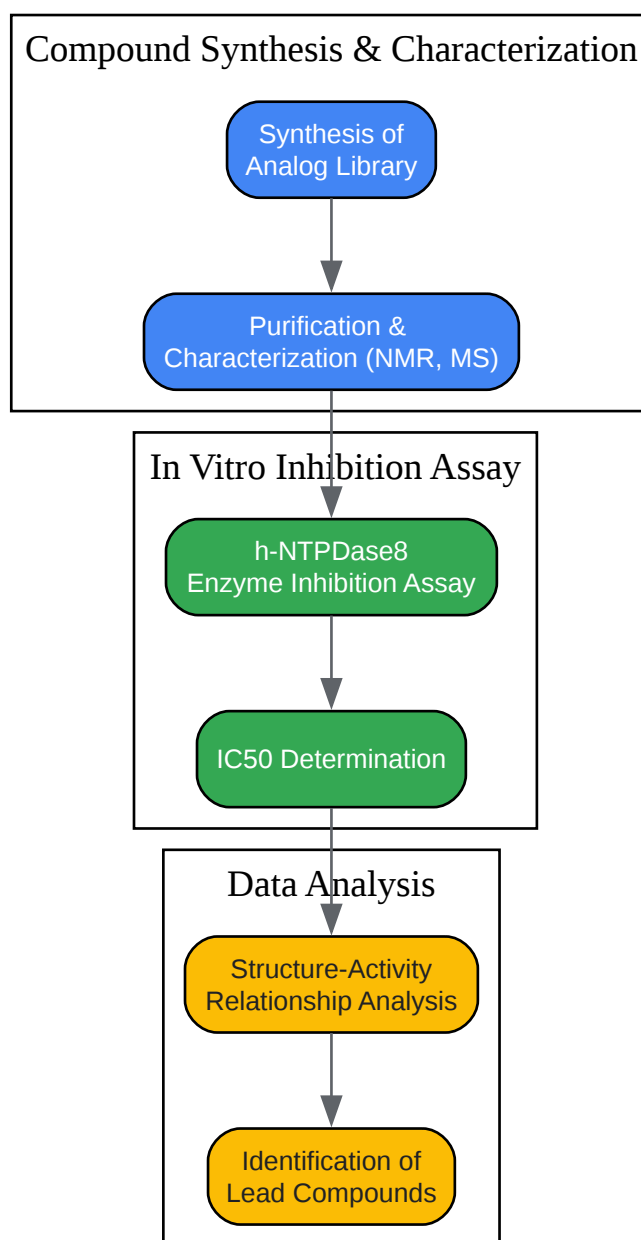 Compound Synthesis & Characterization
Synthesis of
Analog Library
Purification &
Characterization (NMR, MS)
In Vitro Inhibition Assay
h-NTPDase8
Enzyme Inhibition Assay
IC50 Determination
Data Analysis
Structure-Activity
Relationship Analysis
Identification of
Lead Compounds